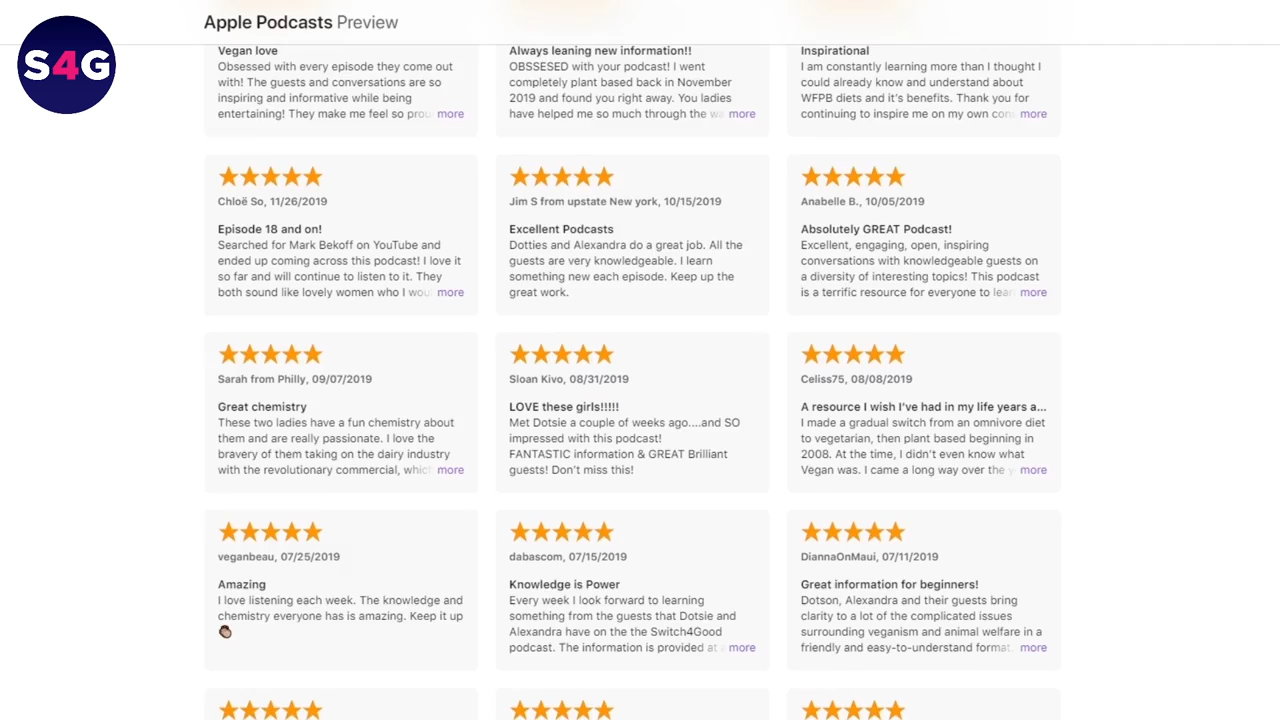 S4G
Apple Podcasts Preview
Vegan love
Obsessed with every episode they come out
with! The guests and conversations are so
inspiring and informative while being
entertaining! They make me feel so prou more
Always leaning new information!!
OBSSESED with your podcast! I went
completely plant based back in November
2019 and found you right away. You ladies
have helped me so much through the wa more
Inspirational
I am constantly learning more than I thought I
could already know and understand about
WFPB diets and it's benefits. Thank you for
continuing to inspire me on my own con more
Chloë So, 11/26/2019
Episode 18 and on!
Searched for Mark Bekoff on YouTube and
ended up coming across this podcast! I love it
so far and will continue to listen to it. They
both sound like lovely women who I wou more
Jim S from upstate New york, 10/15/2019
Excellent Podcasts
Dotties and Alexandra do a great job. All the
guests are very knowledgeable. I learn
something new each episode. Keep up the
great work.
Anabelle B., 10/05/2019
Absolutely GREAT Podcast!
Excellent, engaging, open, inspiring
conversations with knowledgeable guests on
a diversity of interesting topics! This podcast
is a terrific resource for everyone to lear more
Sarah from Philly, 09/07/2019
Great chemistry
These two ladies have a fun chemistry about
them and are really passionate. I love the
bravery of them taking on the dairy industry
with the revolutionary commercial, whic more
Sloan Kivo, 08/31/2019
LOVE these girls!!!!!
Met Dotsie a couple of weeks ago....and SO
impressed with this podcast!
FANTASTIC information & GREAT Brilliant
guests! Don't miss this!
Celiss75, 08/08/2019
A resource I wish I've had in my life years a...
I made a gradual switch from an omnivore diet
to vegetarian, then plant based beginning in
2008. At the time, I didn't even know what
Vegan was. I came a long way over the y more
veganbeau, 07/25/2019
Amazing
I love listening each week. The knowledge and
chemistry everyone has is amazing. Keep it up
dabascom, 07/15/2019
Knowledge is Power
Every week I look forward to learning
something from the guests that Dotsie and
Alexandra have on the the Switch4Good
podcast. The information is provided at a more
DiannaOnMaui, 07/11/2019
Great information for beginners!
Dotson, Alexandra and their guests bring
clarity to a lot of the complicated issues
surrounding veganism and animal welfare in a
friendly and easy-to-understand format. more